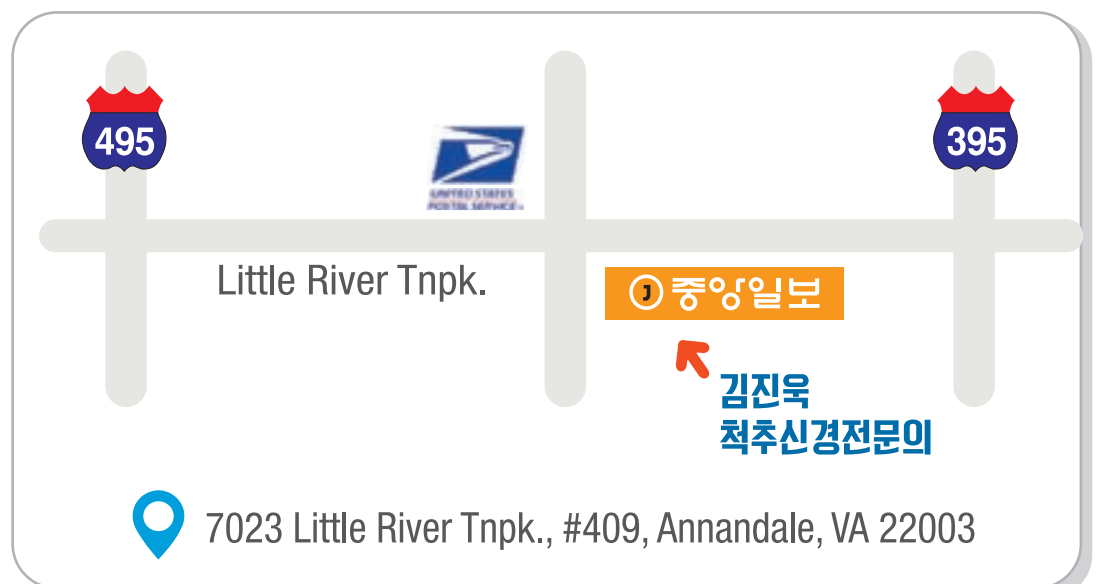 495
395
UNITED STATES
POSTAL SERVICE
Little River Tnpk.
J 중앙일보
김진욱
척추신경전문의
7023 Little River Tnpk., #409, Annandale, VA 22003